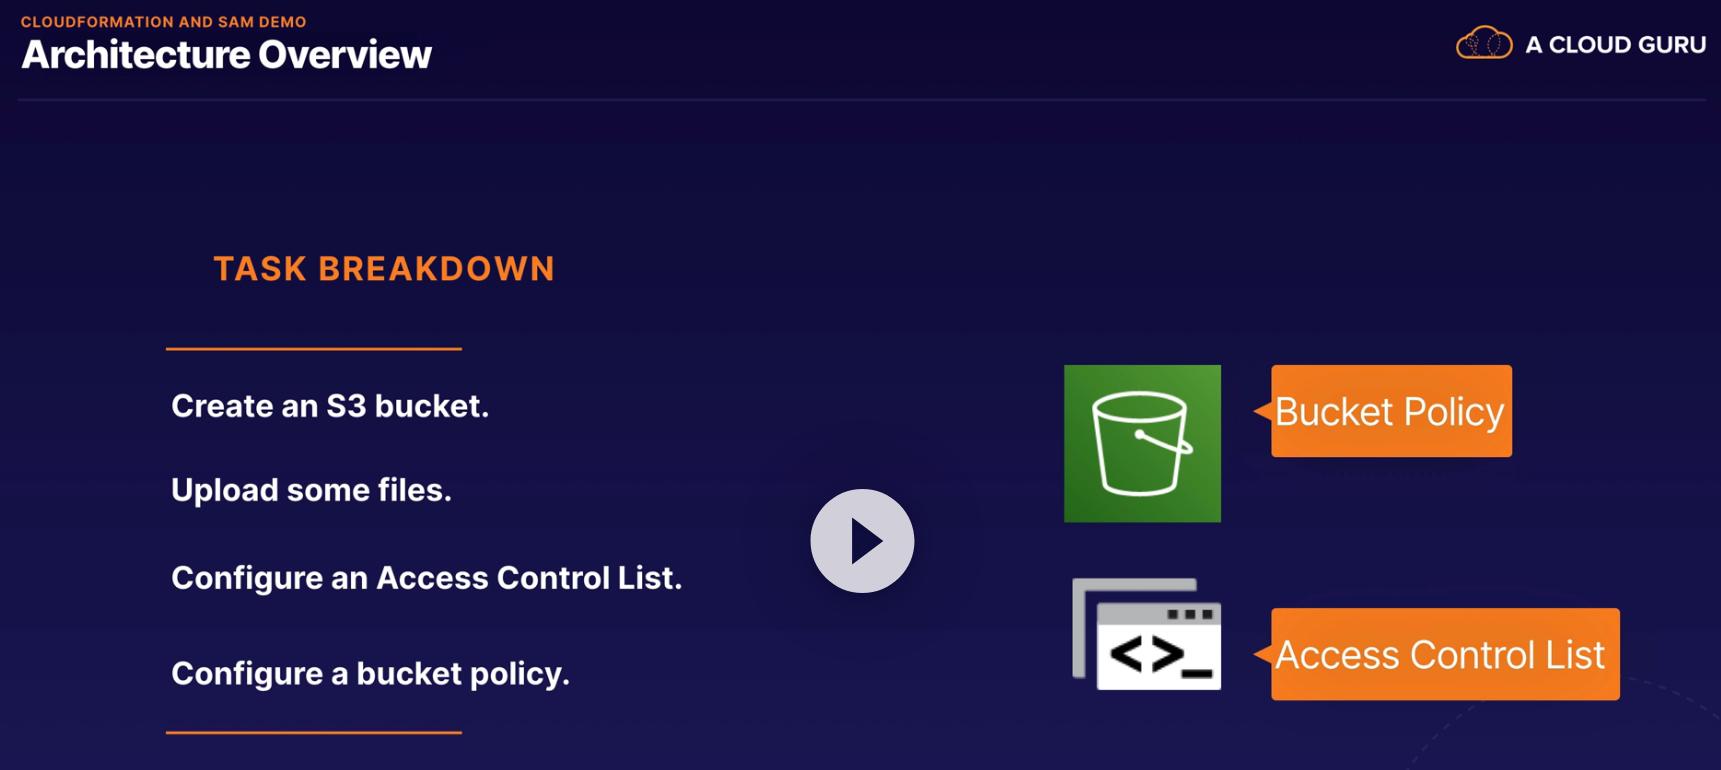 CLOUDFORMATION AND SAM DEMO
Architecture Overview
A CLOUD GURU
TASK BREAKDOWN
Create an S3 bucket.
Upload some files.
Configure an Access Control List.
Configure a bucket policy.
Bucket Policy
<>_
Access Control List